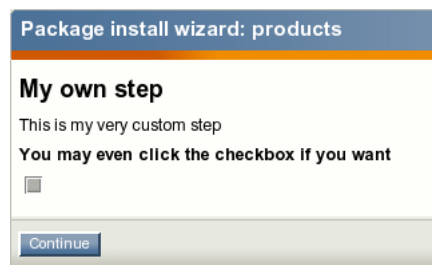 Package install wizard: products
My own step
This is my very custom step
You may even click the checkbox if you want
Continue